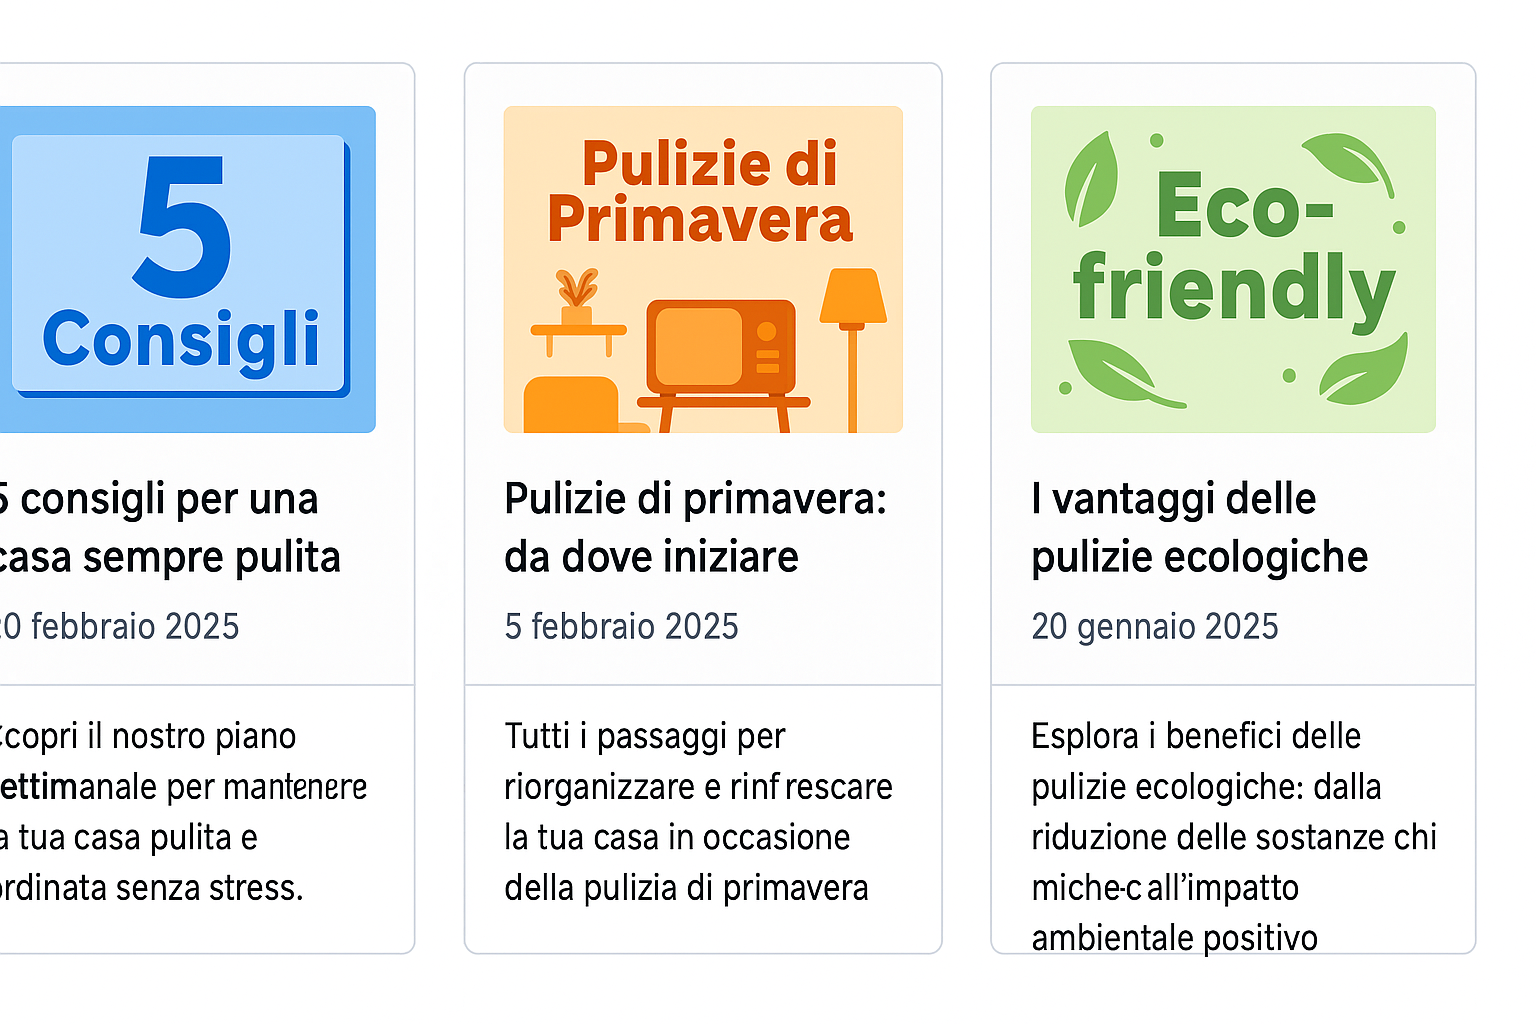 5
Consigli
5 consigli per una
casa sempre pulita
20 febbraio 2025
copri il nostro piano
ettimanale per mantenere
a tua casa pulita e
ordinata senza stress.
Pulizie di
Primavera
Pulizie di primavera:
da dove iniziare
5 febbraio 2025
Tutti i passaggi per
riorganizzare e rinf rescare
la tua casa in occasione
della pulizia di primavera
Eco-
friendly
I vantaggi delle
pulizie ecologiche
20 gennaio 2025
Esplora i benefici delle
pulizie ecologiche: dalla
riduzione delle sostanze chi
miche-c all’impatto
ambientale positivo